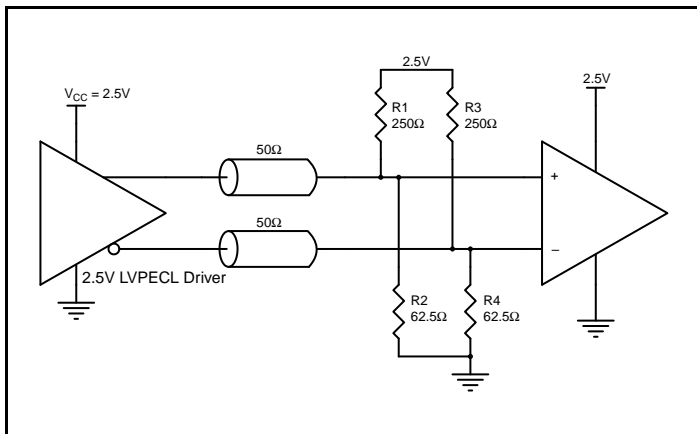 2.5V
R1
250Ω
R3
250Ω
V_CC = 2.5V
2.5V
50Ω
+
50Ω
−
2.5V LVPECL Driver
R2
62.5Ω
R4
62.5Ω